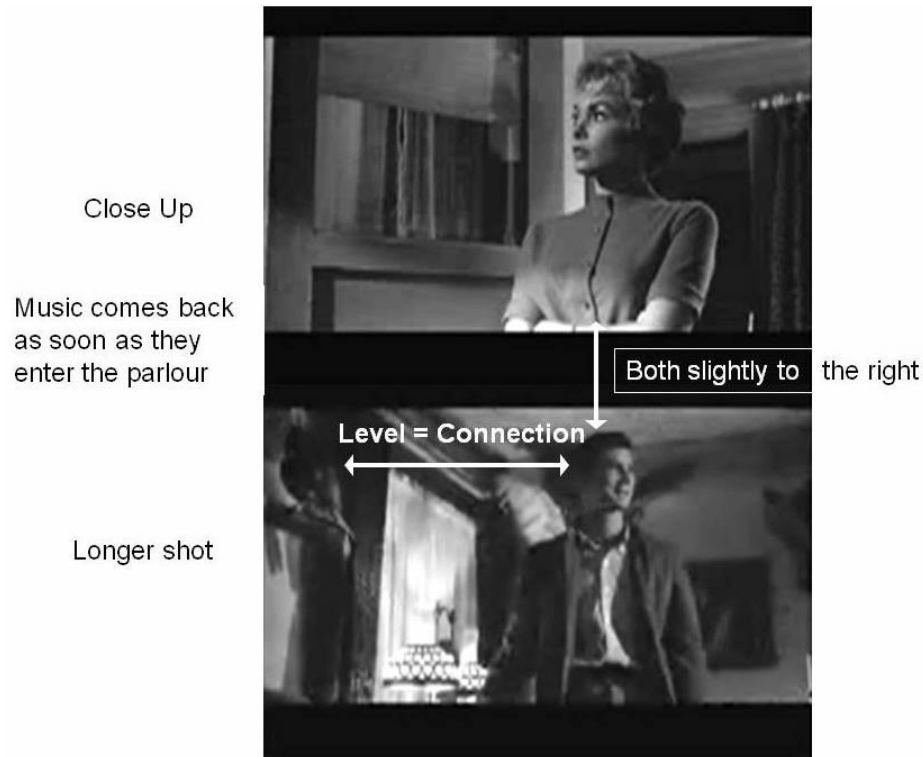 Close Up
Music comes back
as soon as they
enter the parlour
Both slightly to the right
Level = Connection
Longer shot